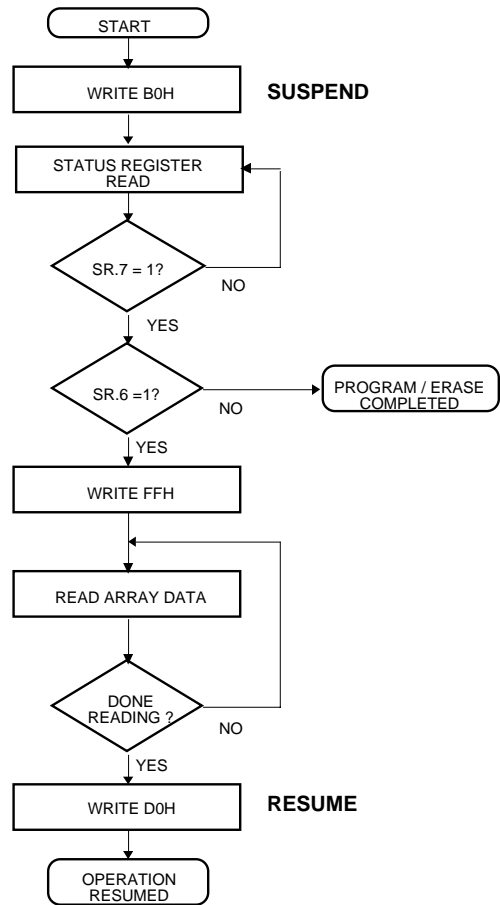 START
WRITE B0H
SUSPEND
STATUS REGISTER
READ
SR.7 = 1?
NO
YES
SR.6 =1?
NO
PROGRAM / ERASE
COMPLETED
YES
WRITE FFH
READ ARRAY DATA
DONE
READING ?
NO
YES
WRITE D0H
RESUME
OPERATION
RESUMED